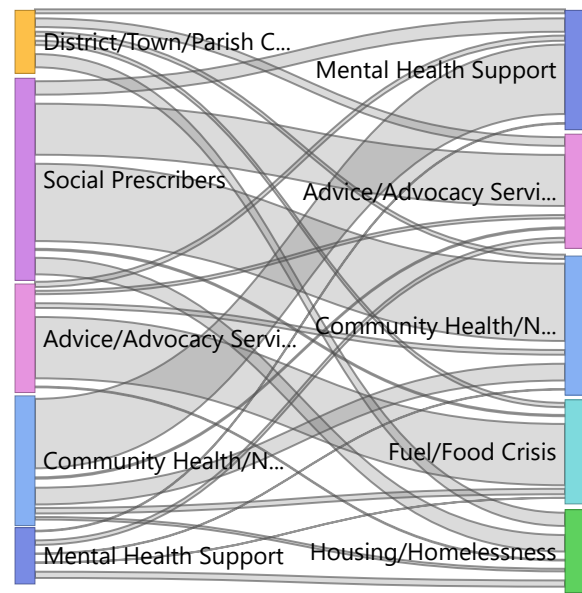 District/Town/Parish C...
Social Prescribers
Advice/Advocacy Servi...
Community Health/N...
Mental Health Support
Mental Health Support
Advice/Advocacy Servi...
Community Health/N...
Fuel/Food Crisis
Housing/Homelessness